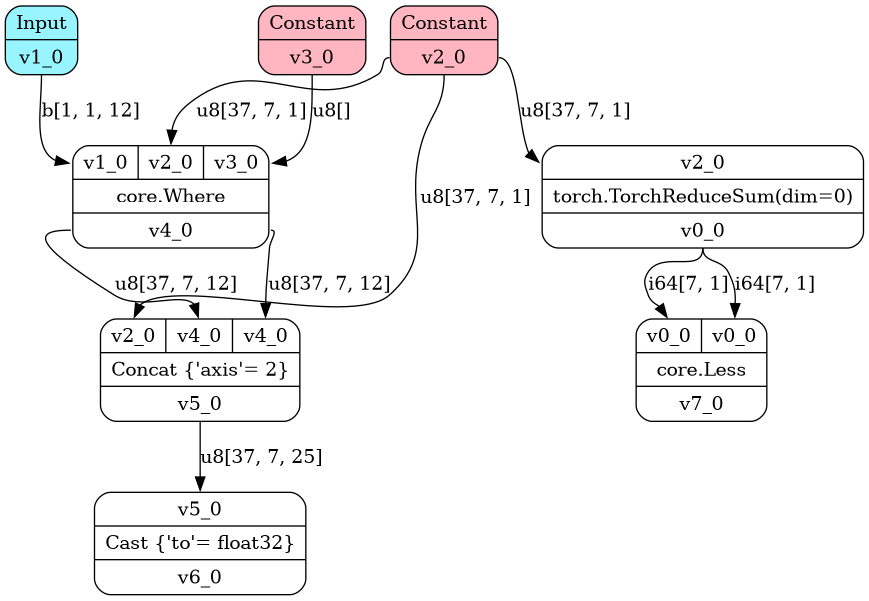 Input
v1_0
Constant
v3_0
Constant
v2_0
b[1, 1, 12]
u8[37, 7, 1]
u8[]
u8[37, 7, 1]
v1_0 v2_0 v3_0
core.Where
v4_0
v2_0
torch.TorchReduceSum(dim=0)
v0_0
u8[37, 7, 1]
u8[37, 7, 12]
u8[37, 7, 12]
i64[7, 1]
i64[7, 1]
v2_0 v4_0 v4_0
Concat {'axis'= 2}
v5_0
v0_0 v0_0
core.Less
v7_0
u8[37, 7, 25]
v5_0
Cast {'to'= float32}
v6_0